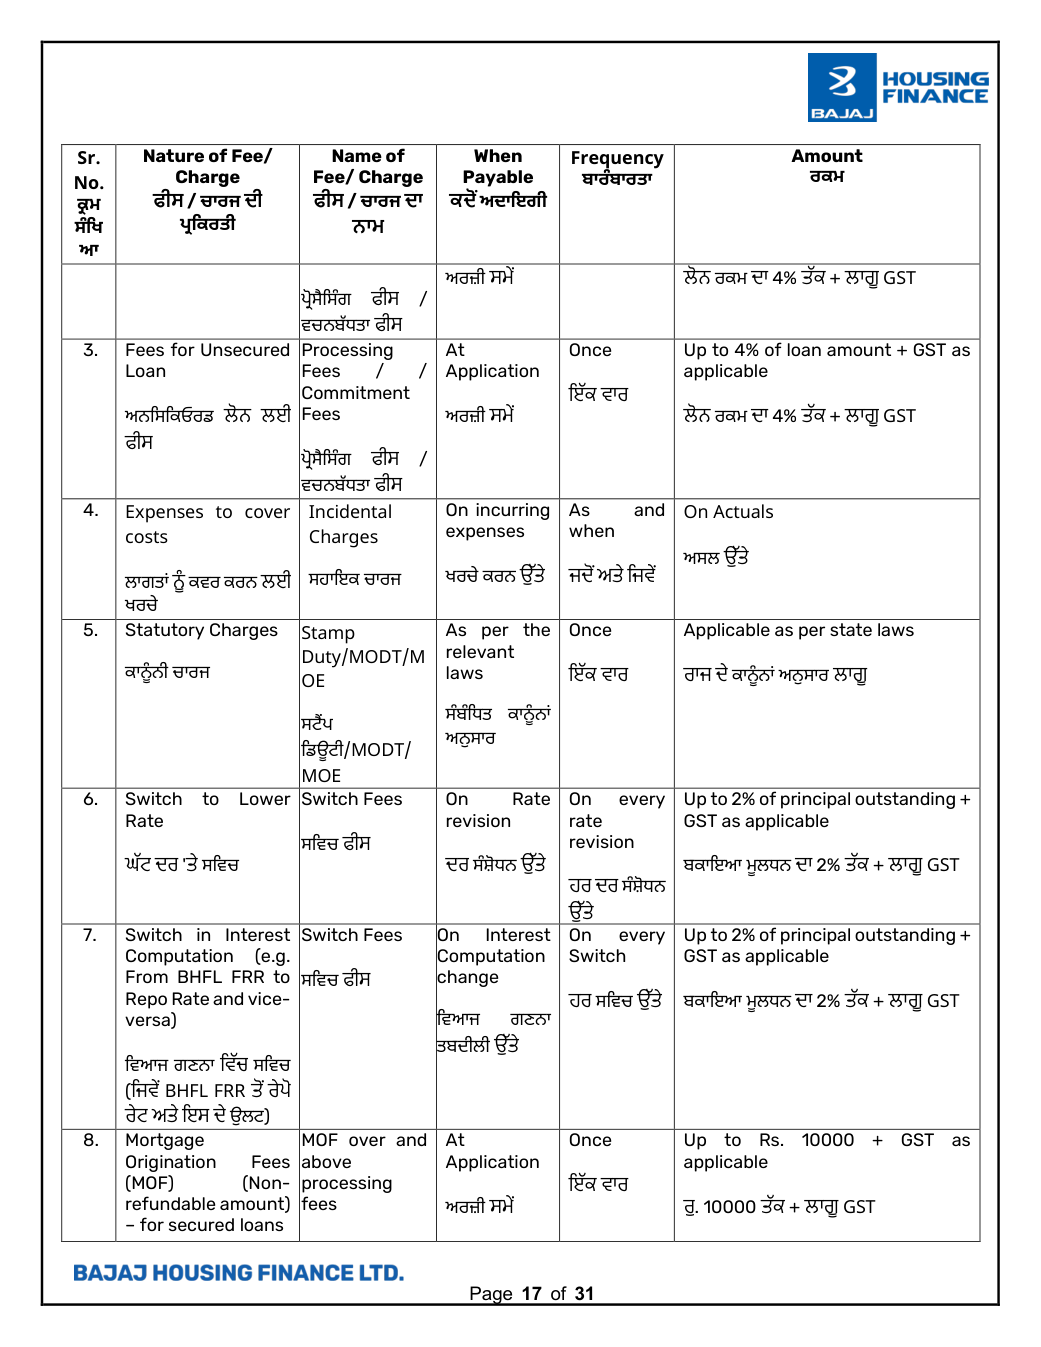 BAJAJ
HOUSING
FINANCE
Sr.
No.
ਕ੍ਰਮ
ਸੰਖਿ
ਆ
Nature of Fee/
Charge
ਫੀਸ / ਚਾਰਜ ਦੀ
ਪ੍ਰਕਿਰਤੀ
Name of
Fee/ Charge
ਫੀਸ / ਚਾਰਜ ਦਾ
ਨਾਮ
When
Payable
ਕਦੋਂ ਅਦਾਇਗੀ
Frequency
ਬਾਰੰਬਾਰਤਾ
Amount
ਰਕਮ
ਪ੍ਰੋਸੈਸਿੰਗ ਫੀਸ /
ਵਚਨਬੱਧਤਾ ਫੀਸ
ਅਰਜ਼ੀ ਸਮੇਂ
ਲੋਨ ਰਕਮ ਦਾ 4% ਤੱਕ + ਲਾਗੂ GST
3.
Fees for Unsecured
Loan
ਅਨਸਿਕਿਓਰਡ ਲੋਨ ਲਈ
ਫੀਸ
Processing
Fees / /
Commitment
Fees
ਪ੍ਰੋਸੈਸਿੰਗ ਫੀਸ /
ਵਚਨਬੱਧਤਾ ਫੀਸ
At
Application
ਅਰਜ਼ੀ ਸਮੇਂ
Once
ਇੱਕ ਵਾਰ
Up to 4% of loan amount + GST as
applicable
ਲੋਨ ਰਕਮ ਦਾ 4% ਤੱਕ + ਲਾਗੂ GST
4.
Expenses to cover
costs
ਲਾਗਤਾਂ ਨੂੰ ਕਵਰ ਕਰਨ ਲਈ
ਖਰਚੇ
Incidental
Charges
ਸਹਾਇਕ ਚਾਰਜ
On incurring
expenses
ਖਰਚੇ ਕਰਨ ਉੱਤੇ
As and
when
ਜਦੋਂ ਅਤੇ ਜਿਵੇਂ
On Actuals
ਅਸਲ ਉੱਤੇ
5.
Statutory Charges
ਕਾਨੂੰਨੀ ਚਾਰਜ
Stamp
Duty/MODT/M
OE
ਸਟੈਂਪ
ਡਿਊਟੀ/MODT/
MOE
As per the
relevant
laws
ਸੰਬੰਧਿਤ ਕਾਨੂੰਨਾਂ
ਅਨੁਸਾਰ
Once
ਇੱਕ ਵਾਰ
Applicable as per state laws
ਰਾਜ ਦੇ ਕਾਨੂੰਨਾਂ ਅਨੁਸਾਰ ਲਾਗੂ
6.
Switch to Lower
Rate
ਘੱਟ ਦਰ 'ਤੇ ਸਵਿਚ
Switch Fees
ਸਵਿਚ ਫੀਸ
On Rate
revision
ਦਰ ਸੰਸ਼ੋਧਨ ਉੱਤੇ
On every
rate
revision
ਹਰ ਦਰ ਸੰਸ਼ੋਧਨ
ਉੱਤੇ
Up to 2% of principal outstanding +
GST as applicable
ਬਕਾਇਆ ਮੂਲਧਨ ਦਾ 2% ਤੱਕ + ਲਾਗੂ GST
7.
Switch in Interest
Computation (e.g.
From BHFL FRR to
Repo Rate and vice-
versa)
ਵਿਆਜ ਗਣਨਾ ਵਿੱਚ ਸਵਿਚ
(ਜਿਵੇਂ BHFL FRR ਤੋਂ ਰੇਪੋ
ਰੇਟ ਅਤੇ ਇਸ ਦੇ ਉਲਟ)
Switch Fees
ਸਵਿਚ ਫੀਸ
On Interest
Computation
change
ਵਿਆਜ ਗਣਨਾ
ਤਬਦੀਲੀ ਉੱਤੇ
On every
Switch
ਹਰ ਸਵਿਚ ਉੱਤੇ
Up to 2% of principal outstanding +
GST as applicable
ਬਕਾਇਆ ਮੂਲਧਨ ਦਾ 2% ਤੱਕ + ਲਾਗੂ GST
8.
Mortgage
Origination Fees
(MOF) (Non-
refundable amount)
– for secured loans
MOF over and
above
processing
fees
At
Application
ਅਰਜ਼ੀ ਸਮੇਂ
Once
ਇੱਕ ਵਾਰ
Up to Rs. 10000 + GST as
applicable
ਰੁ. 10000 ਤੱਕ + ਲਾਗੂ GST
BAJAJ HOUSING FINANCE LTD.
Page 17 of 31